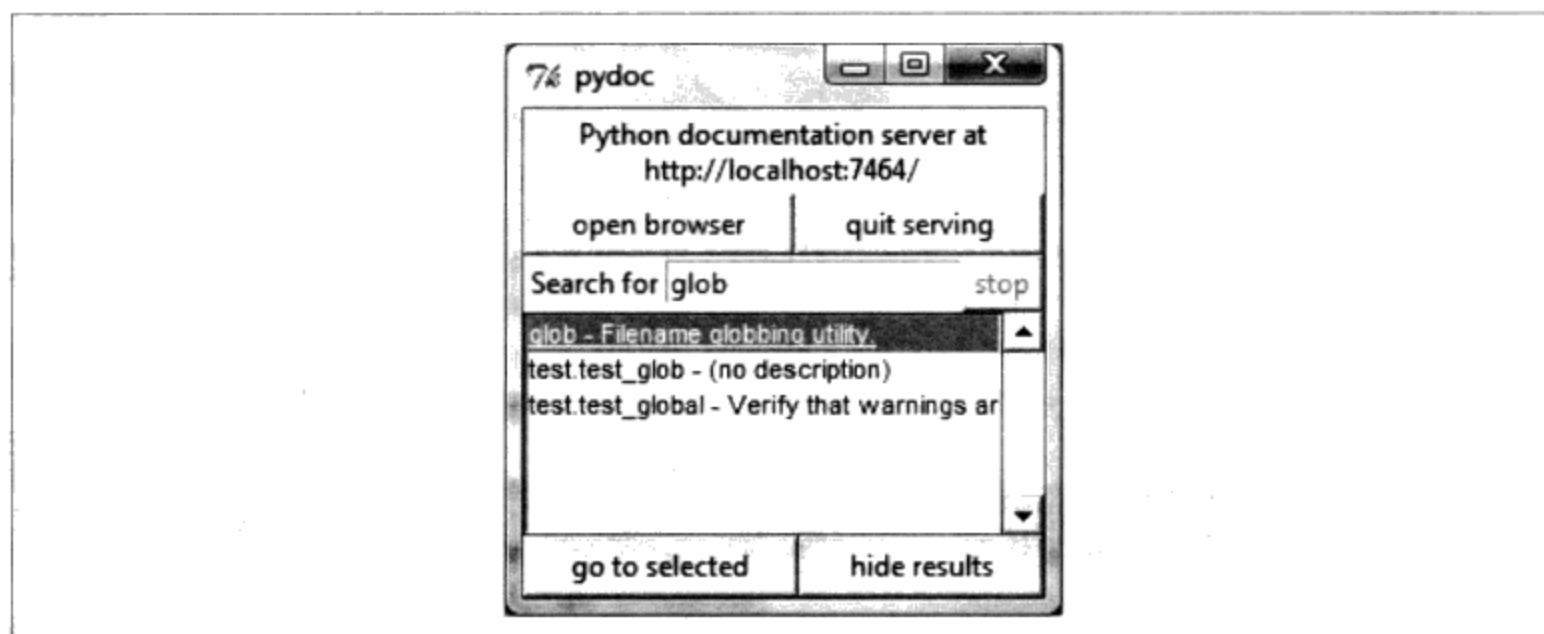 7k pydoc
Python documentation server at
http://localhost:7464/
open browser quit serving
Search for glob stop
glob - Filename globbing utility.
test.test_glob - (no description)
test.test_global - Verify that warnings ar
go to selected hide results